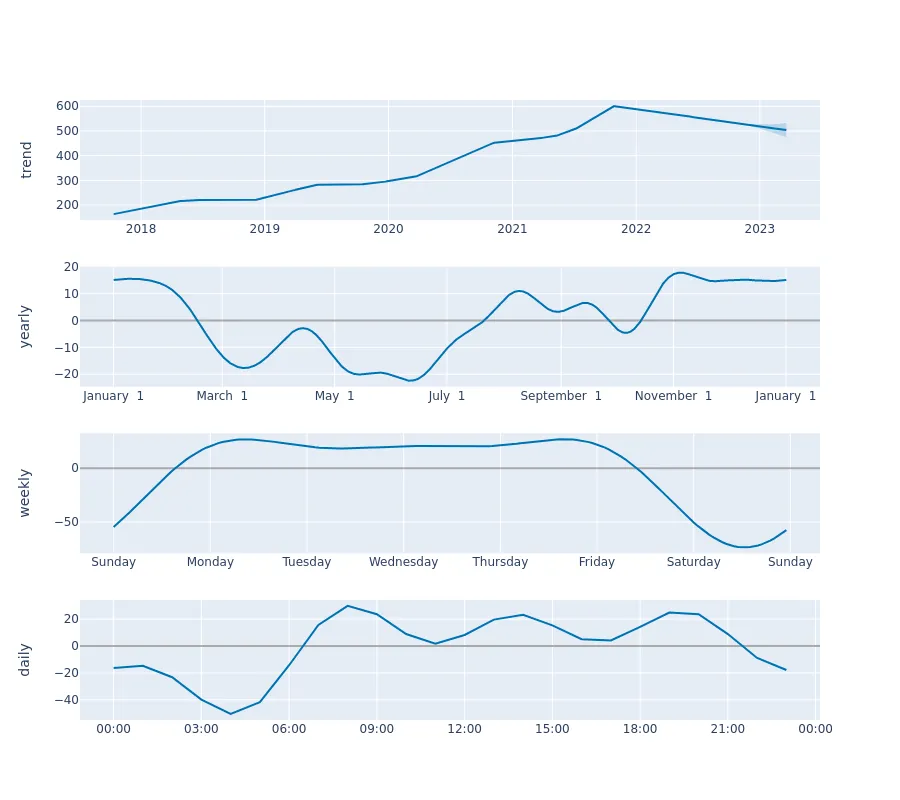 trend
600
500
400
300
200
2018 2019 2020 2021 2022 2023
yearly
20
10
0
−10
−20
January 1 March 1 May 1 July 1 September 1 November 1 January 1
weekly
0
−50
Sunday Monday Tuesday Wednesday Thursday Friday Saturday Sunday
daily
20
0
−20
−40
00:00 03:00 06:00 09:00 12:00 15:00 18:00 21:00 00:00